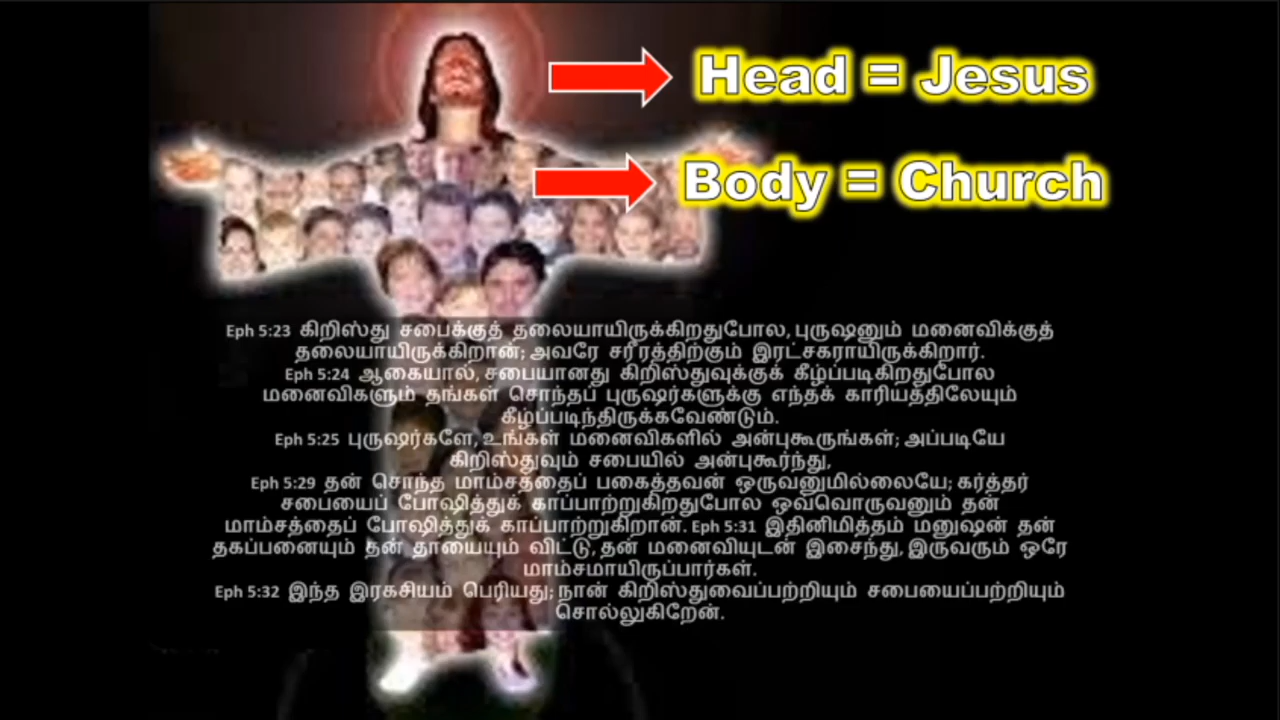 Head = Jesus
Body = Church
Eph 5:23 கிறிஸ்து சபைக்குத் தலையாயிருக்கிறதுபோல, புருஷனும் மனைவிக்குத்
தலையாயிருக்கிறான்; அவரே சரீரத்திற்கும் இரட்சகராயிருக்கிறார்.
Eph 5:24 ஆகையால், சபையானது கிறிஸ்துவுக்குக் கீழ்ப்படிகிறதுபோல
மனைவிகளும் தங்கள் சொந்தப் புருஷர்களுக்கு எந்தக் காரியத்திலேயும்
கீழ்ப்படிந்திருக்கவேண்டும்.
Eph 5:25 புருஷர்களே, உங்கள் மனைவிகளில் அன்புகூருங்கள்; அப்படியே
கிறிஸ்துவும் சபையில் அன்புகூர்ந்து,
Eph 5:29 தன் சொந்த மாம்சத்தைப் பகைத்தவன் ஒருவனுமில்லையே; கர்த்தர்
சபையைப் போஷித்துக் காப்பாற்றுகிறதுபோல ஒவ்வொருவனும் தன்
மாம்சத்தைப் போஷித்துக் காப்பாற்றுகிறான். Eph 5:31 இதினிமித்தம் மனுஷன் தன்
தகப்பனையும் தன் தாயையும் விட்டு, தன் மனைவியுடன் இசைந்து, இருவரும் ஒரே
மாம்சமாயிருப்பார்கள்.
Eph 5:32 இந்த இரகசியம் பெரியது; நான் கிறிஸ்துவைப்பற்றியும் சபையைப்பற்றியும்
சொல்லுகிறேன்.